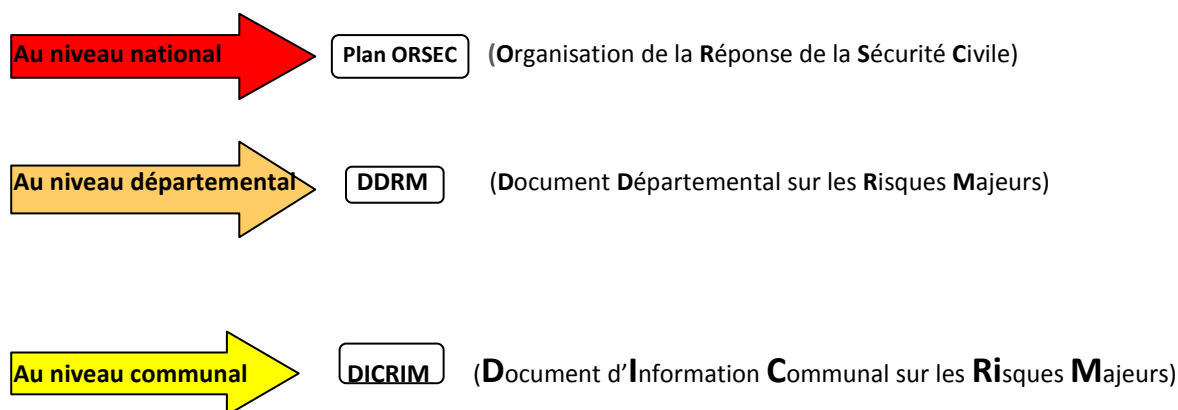 Au niveau national Plan ORSEC (Organisation de la Réponse de la Sécurité Civile)
Au niveau départemental DDRM (Document Départemental sur les Risques Majeurs)
Au niveau communal DICRIM (Document d'Information Communal sur les Risques Majeurs)